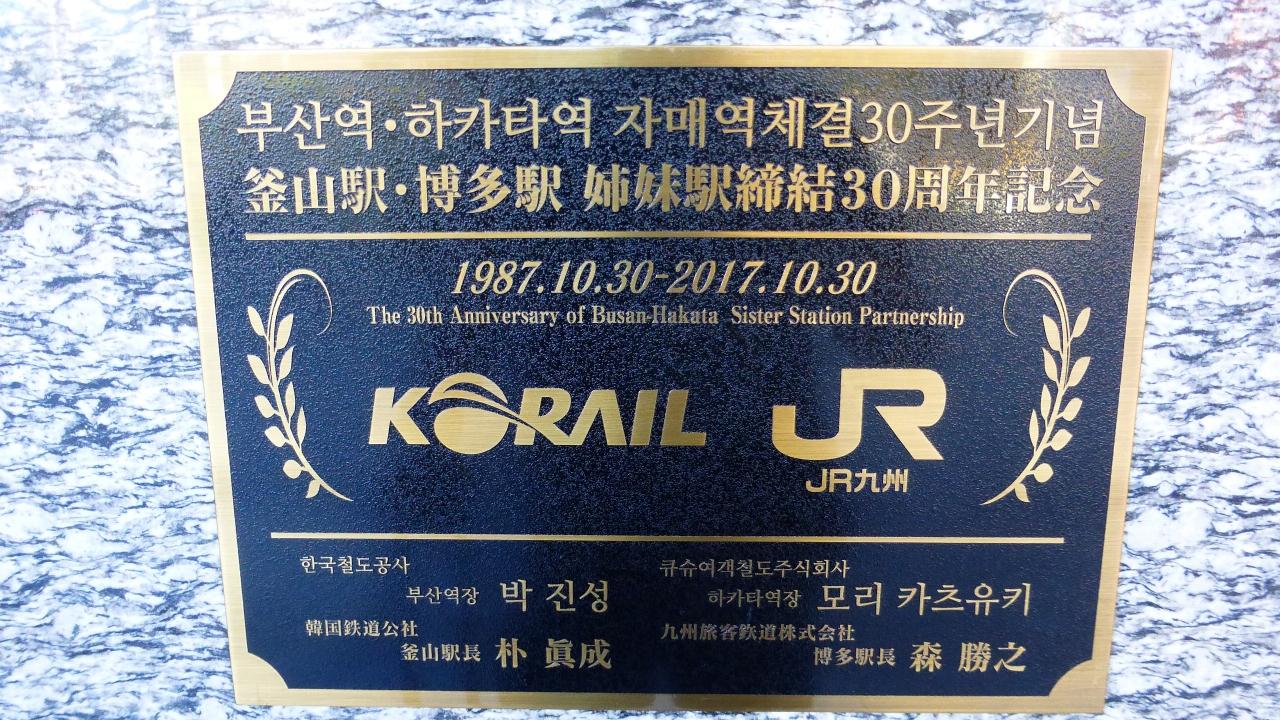 부산역·하카타역 자매역체결30주년기념
釜山駅·博多駅 姉妹駅締結30周年記念
1987.10.30-2017.10.30
The 30th Anniversary of Busan-Hakata Sister Station Partnership
KORAIL
JR
JR九州
한국철도공사
부산역장 박 진성
韓国鉄道公社
釜山駅長 朴 眞成
큐슈여객철도주식회사
하카타역장 모리 카츠유키
九州旅客鉃道株式会社
博多駅長 森 勝之